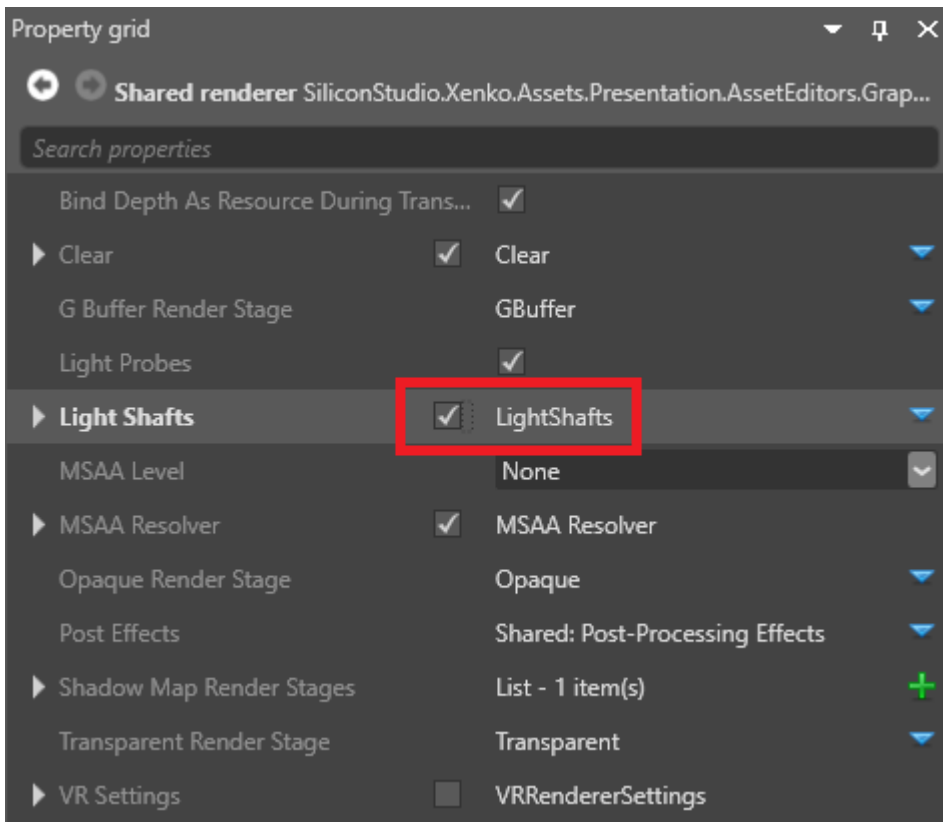 Property grid
Shared renderer SiliconStudio.Xenko.Assets.Presentation.AssetEditors.Grap...
Search properties
Bind Depth As Resource During Trans...
Clear Clear
G Buffer Render Stage GBuffer
Light Probes
Light Shafts LightShafts
MSAA Level None
MSAA Resolver MSAA Resolver
Opaque Render Stage Opaque
Post Effects Shared: Post-Processing Effects
Shadow Map Render Stages List - 1 item(s)
Transparent Render Stage Transparent
VR Settings VRRendererSettings